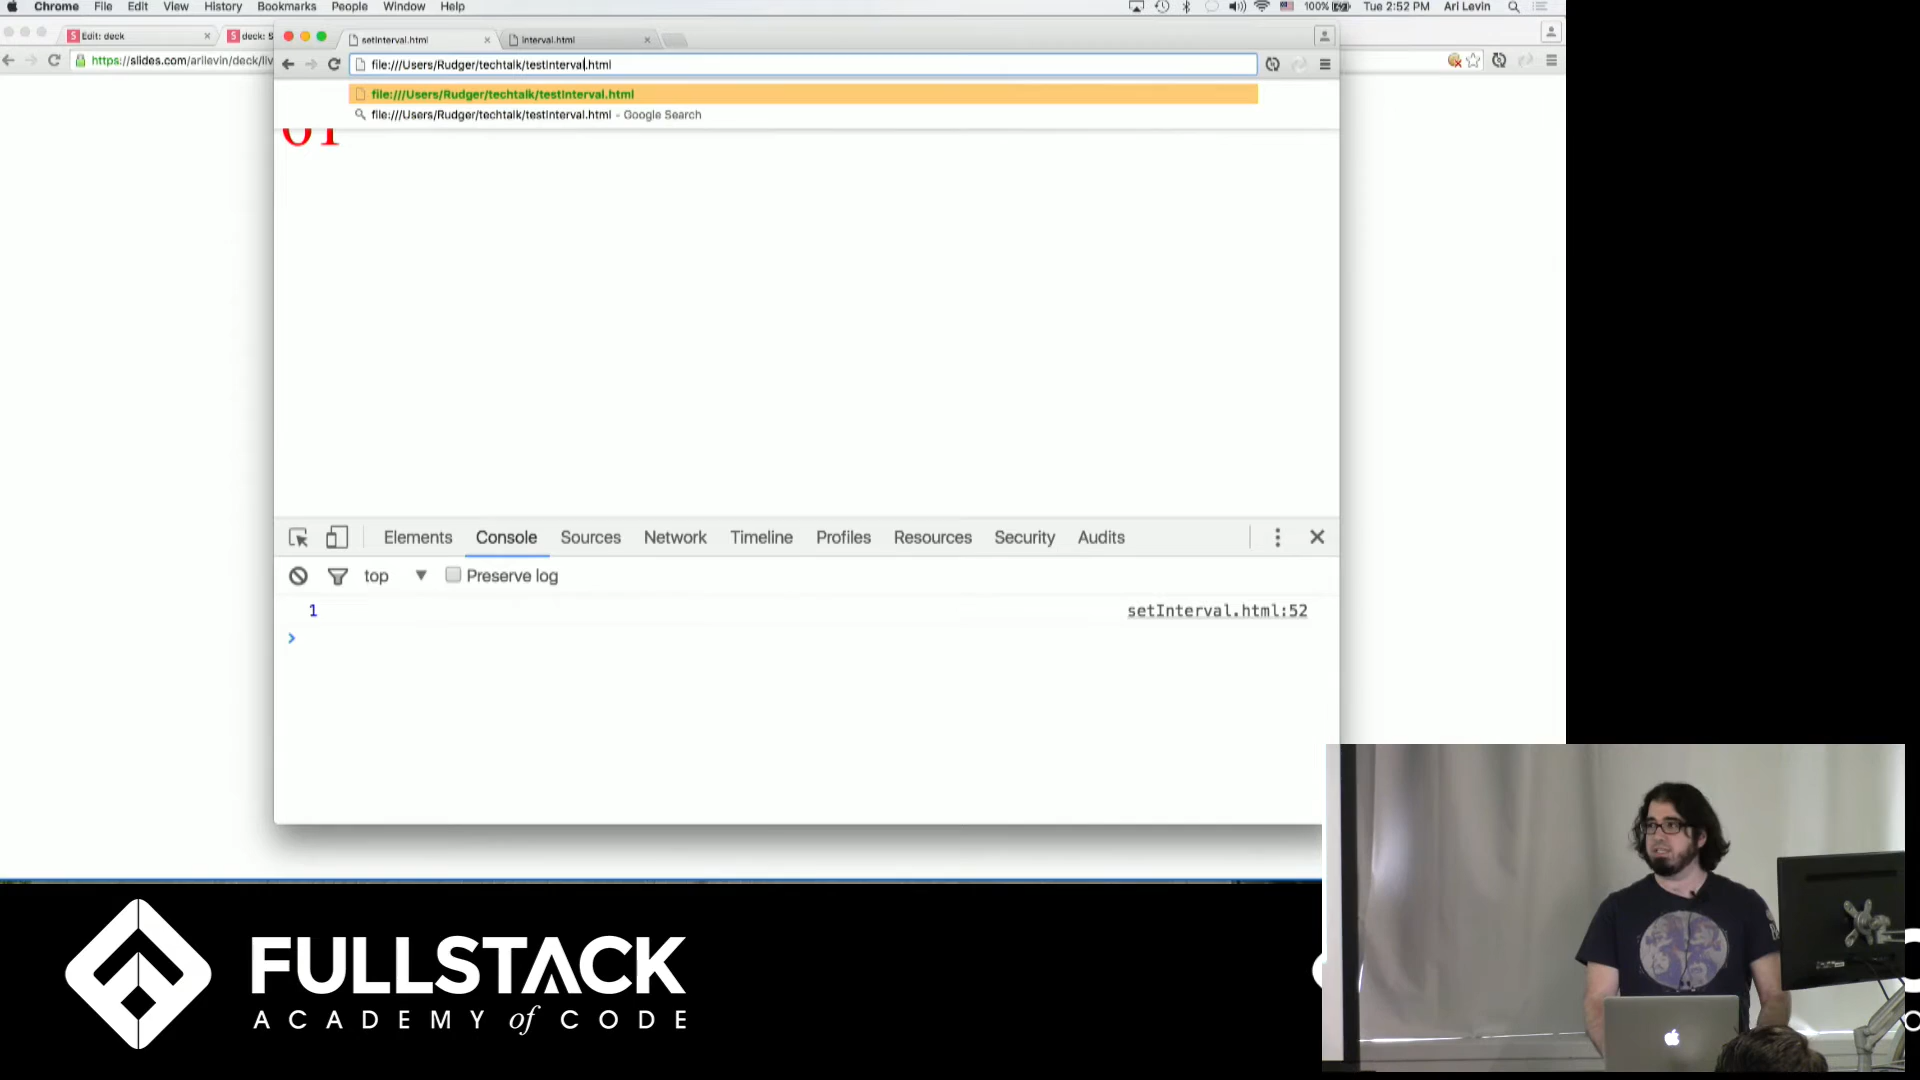 Chrome File Edit View History Bookmarks People Window Help 100% Tue 2:52 PM Ari Levin
Edit: deck deck: S
https://slides.com/arilevin/deck/liv
setInterval.html interval.html
file:///Users/Rudger/techtalk/testInterval.html
file:///Users/Rudger/techtalk/testInterval.html
file:///Users/Rudger/techtalk/testInterval.html - Google Search
Elements Console Sources Network Timeline Profiles Resources Security Audits
top Preserve log
1 setInterval.html:52
FULLSTACK
ACADEMY of CODE